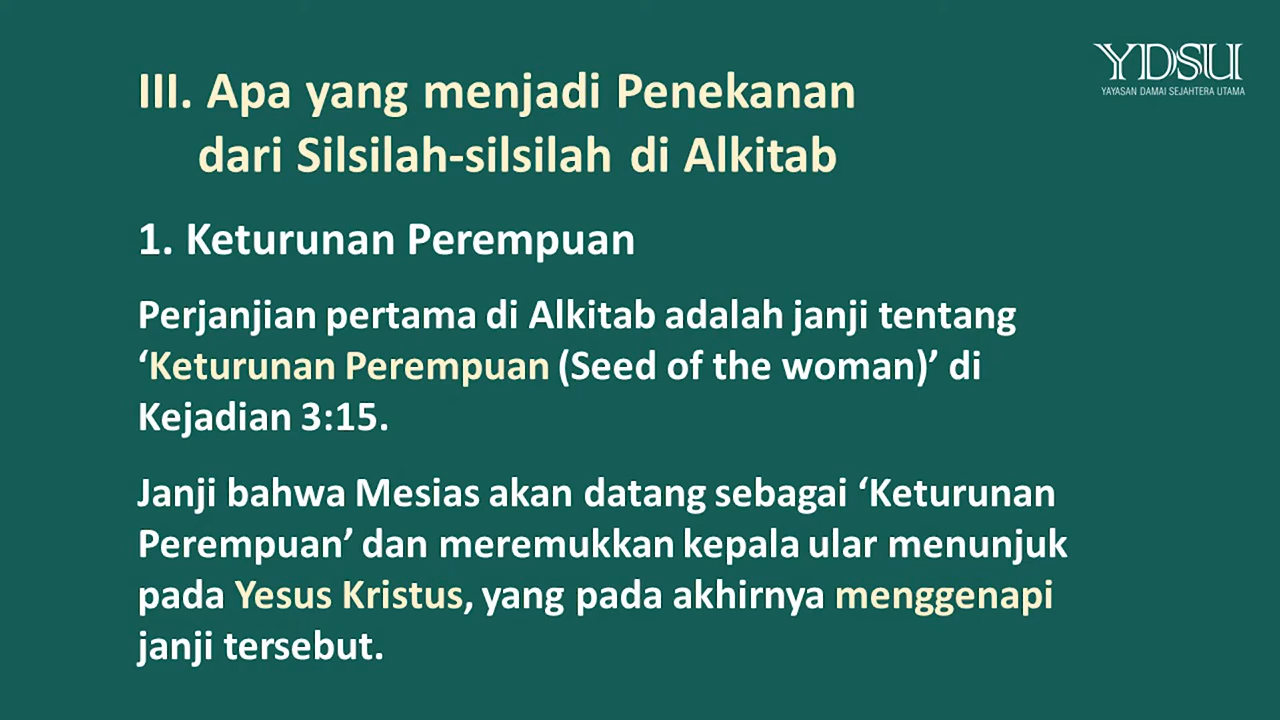 YDSU
YAYASAN DAMAI SEJAHTERA UTAMA
III. Apa yang menjadi Penekanan
dari Silsilah-silsilah di Alkitab
1. Keturunan Perempuan
Perjanjian pertama di Alkitab adalah janji tentang
‘Keturunan Perempuan (Seed of the woman)’ di
Kejadian 3:15.
Janji bahwa Mesias akan datang sebagai ‘Keturunan
Perempuan’ dan meremukkan kepala ular menunjuk
pada Yesus Kristus, yang pada akhirnya menggenapi
janji tersebut.